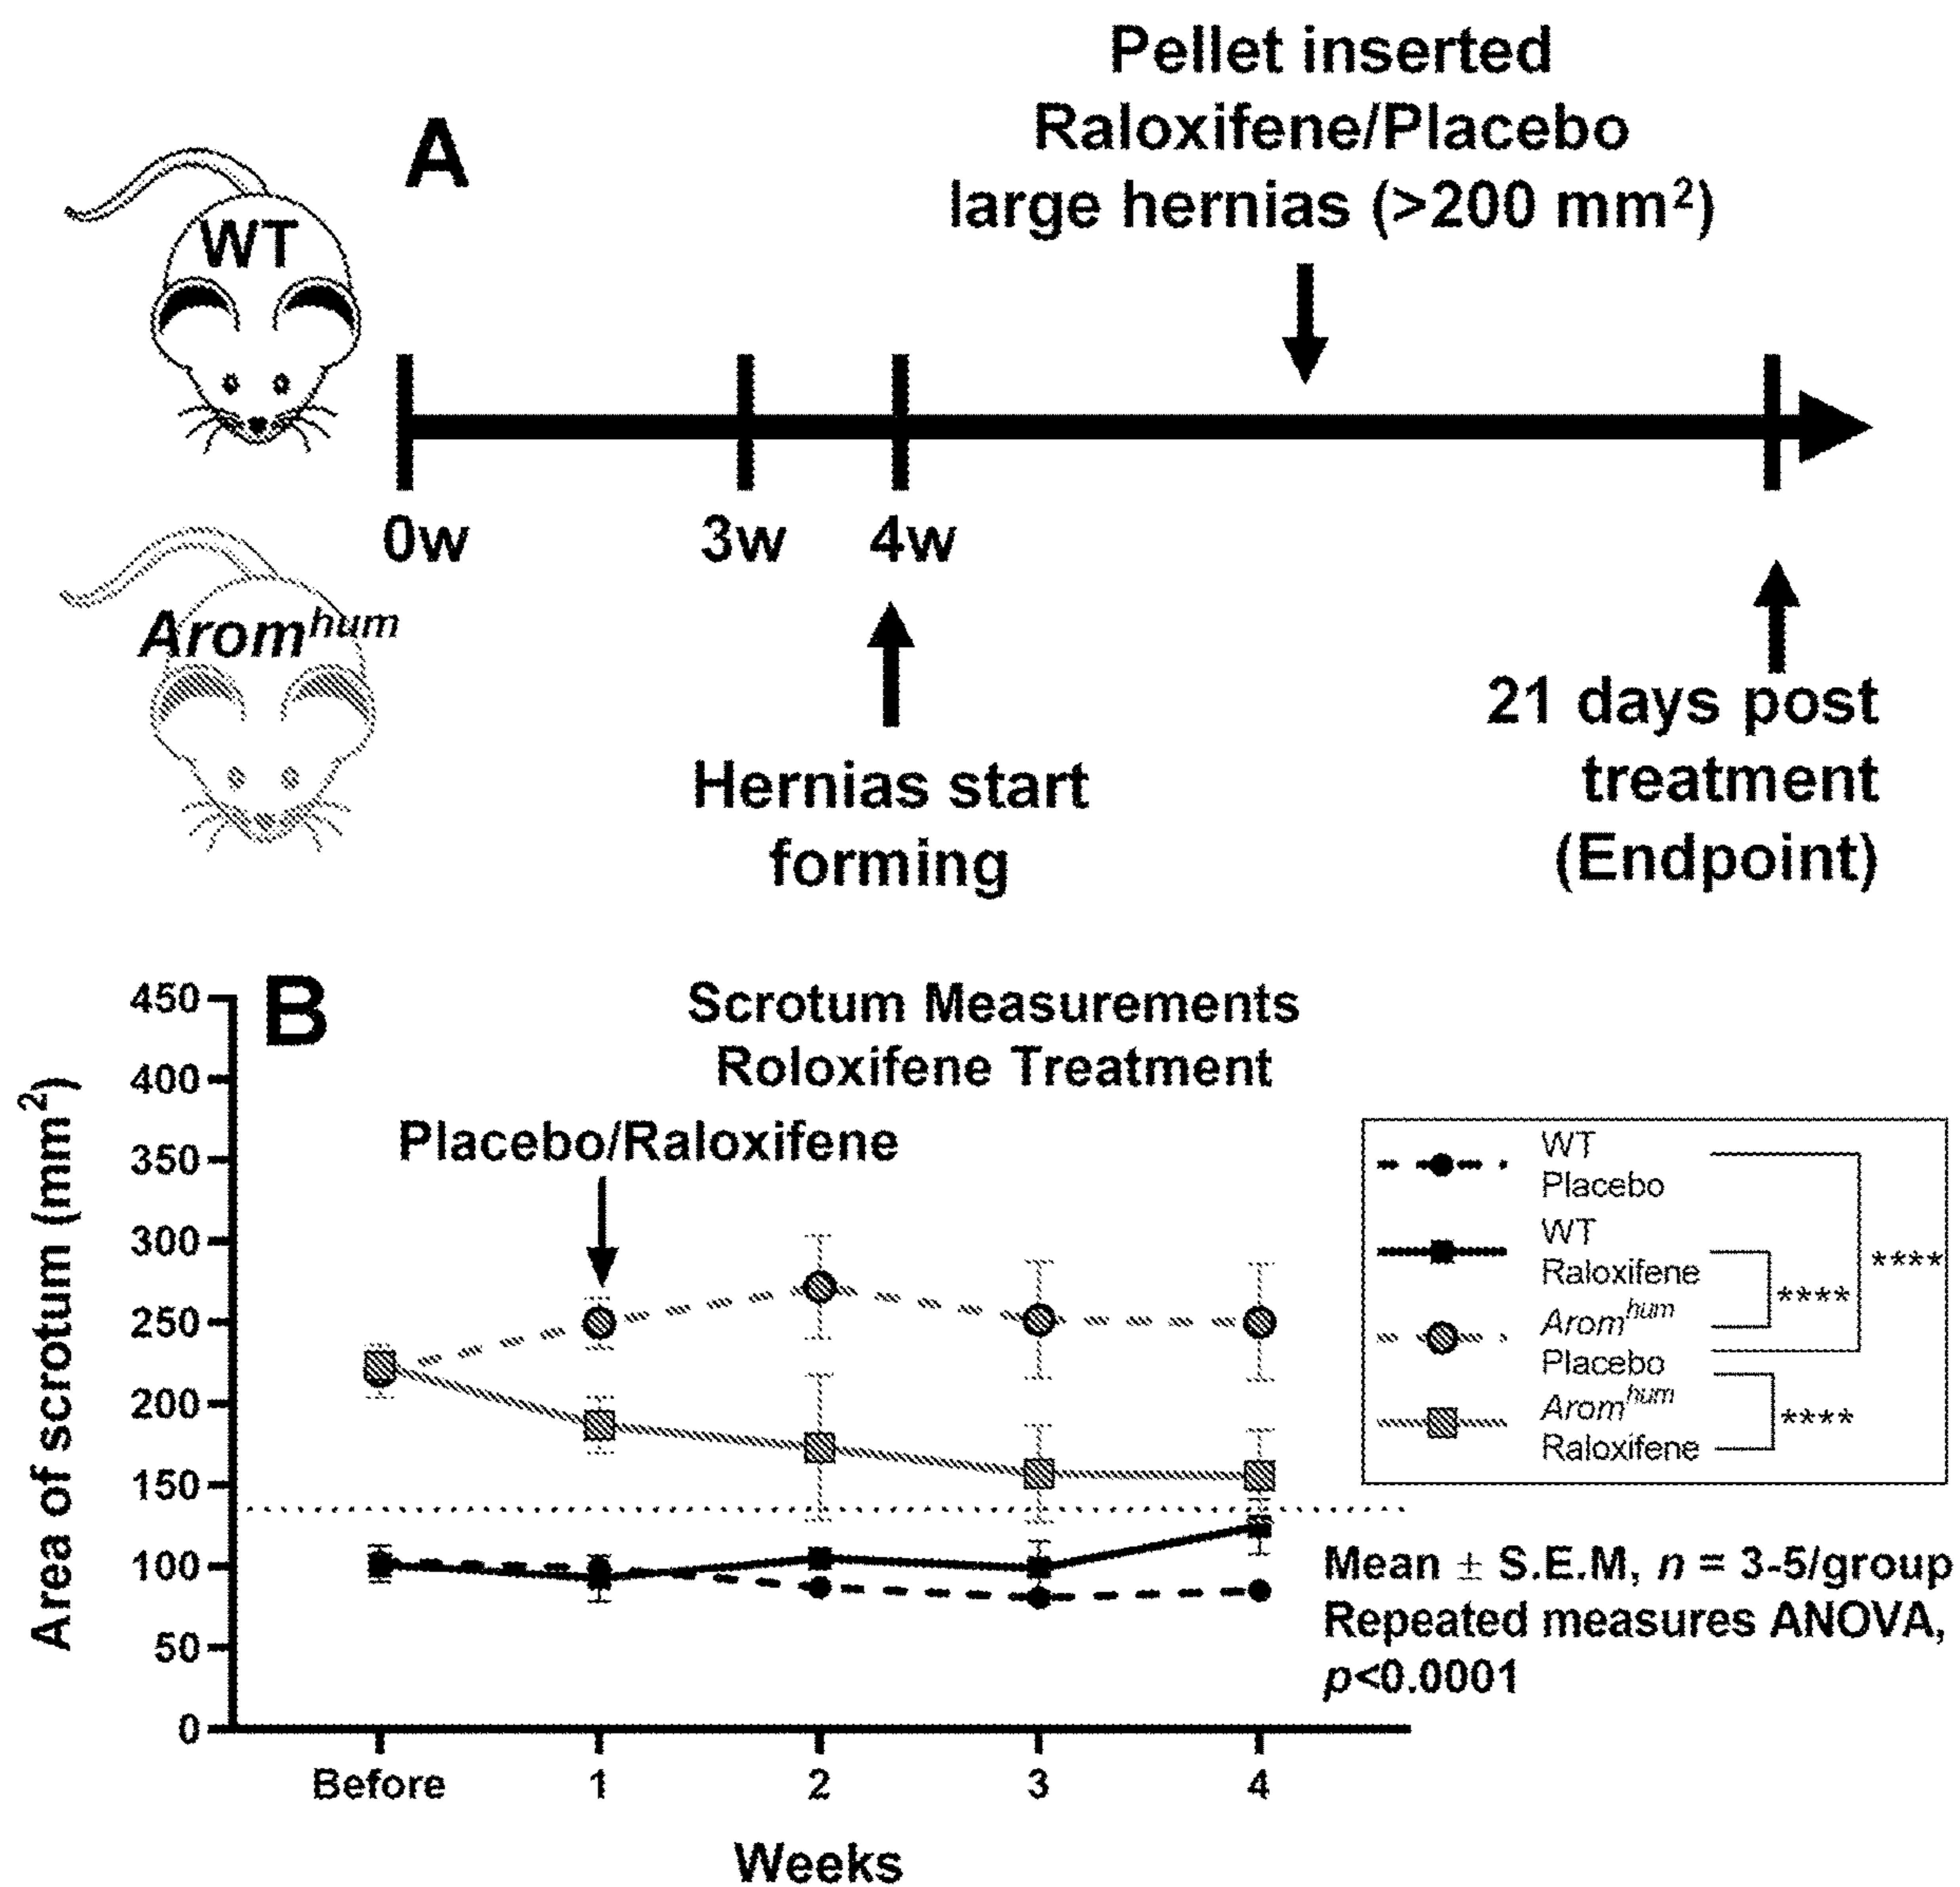 A
Pellet inserted
Raloxifene/Placebo
large hernias (>200 mm²)
WT
0w
3w
4w
Arom^hum
Hernias start
forming
21 days post
treatment
(Endpoint)
B
Scrotum Measurements
Roloxifene Treatment
Placebo/Raloxifene
Area of scrotum (mm²)
450
400
350
300
250
200
150
100
50
0
Before
1
2
3
4
Weeks
WT
Placebo
WT
Raloxifene
Arom^hum
Placebo
Arom^hum
Raloxifene
****
****
****
Mean ± S.E.M, n = 3-5/group
Repeated measures ANOVA,
p<0.0001